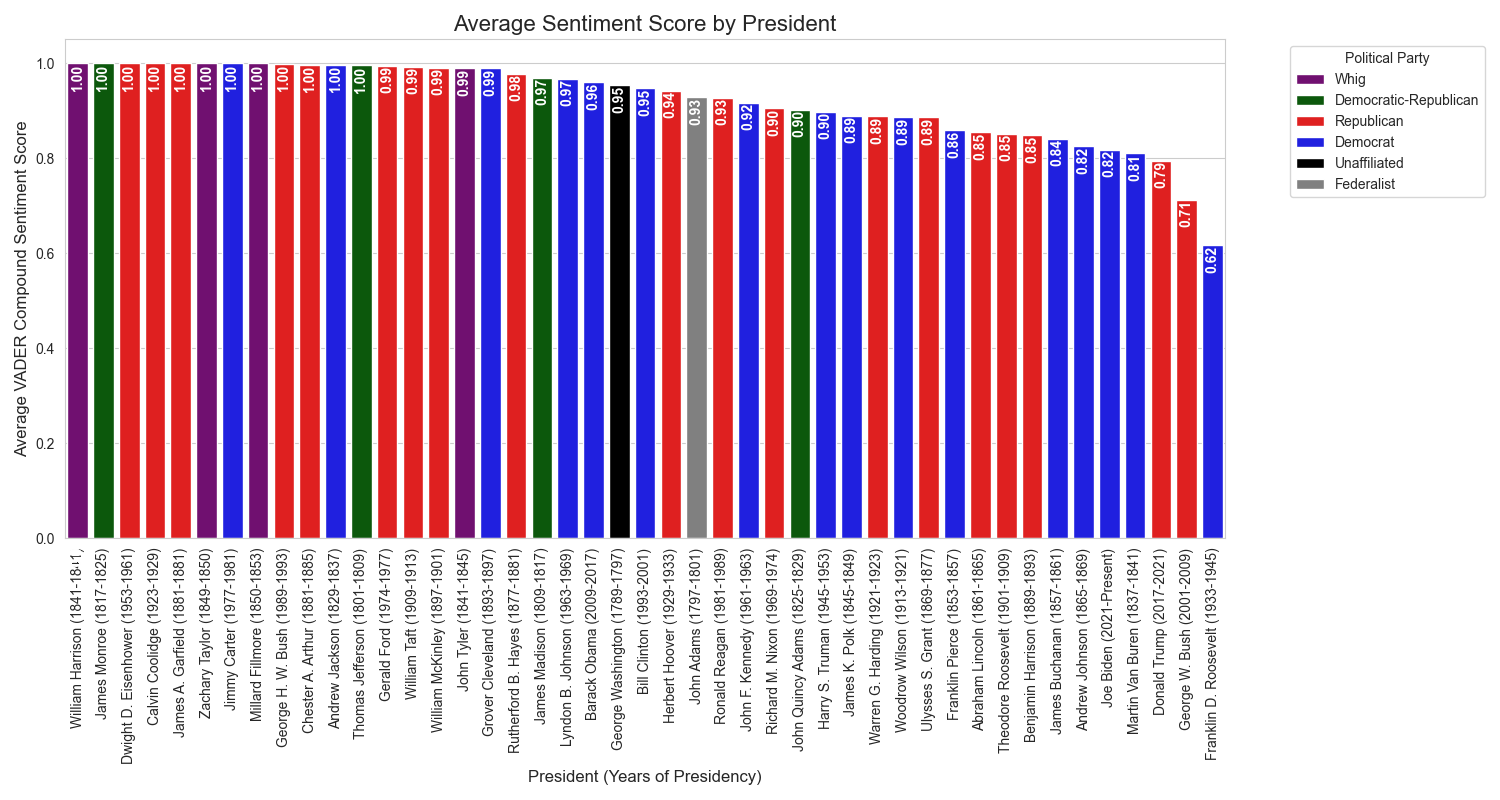 Average Sentiment Score by President
Average VADER Compound Sentiment Score
1.0
0.8
0.6
0.4
0.2
0.0
1.00
1.00
1.00
1.00
1.00
1.00
1.00
1.00
1.00
1.00
1.00
1.00
0.99
0.99
0.99
0.99
0.99
0.98
0.97
0.97
0.96
0.95
0.95
0.94
0.93
0.93
0.92
0.90
0.90
0.90
0.89
0.89
0.89
0.89
0.86
0.85
0.85
0.85
0.84
0.82
0.82
0.81
0.79
0.71
0.62
William Harrison
James Monroe (1817-1825)
Dwight D. Eisenhower (1953-1961)
Calvin Coolidge (1923-1929)
James A. Garfield (1881-1881)
Zachary Taylor (1849-1850)
Jimmy Carter (1977-1981)
Millard Fillmore (1850-1853)
George H. W. Bush (1989-1993)
Chester A. Arthur (1881-1885)
Andrew Jackson (1829-1837)
Thomas Jefferson (1801-1809)
Gerald Ford (1974-1977)
William Taft (1909-1913)
William McKinley (1897-1901)
John Tyler (1841-1845)
Grover Cleveland (1893-1897)
Rutherford B. Hayes (1877-1881)
James Madison (1809-1817)
Lyndon B. Johnson (1963-1969)
Barack Obama (2009-2017)
George Washington (1789-1797)
Bill Clinton (1993-2001)
Herbert Hoover (1929-1933)
John Adams (1797-1801)
Ronald Reagan (1981-1989)
John F. Kennedy (1961-1963)
Richard M. Nixon (1969-1974)
John Quincy Adams (1825-1829)
Harry S. Truman (1945-1953)
James K. Polk (1845-1849)
Warren G. Harding (1921-1923)
Woodrow Wilson (1913-1921)
Ulysses S. Grant (1869-1877)
Franklin Pierce (1853-1857)
Abraham Lincoln (1861-1865)
Theodore Roosevelt (1901-1909)
Benjamin Harrison (1889-1893)
James Buchanan (1857-1861)
Andrew Johnson (1865-1869)
Joe Biden (2021-Present)
Martin Van Buren (1837-1841)
Donald Trump (2017-2021)
George W. Bush (2001-2009)
Franklin D. Roosevelt (1933-1945)
President (Years of Presidency)
Political Party
Whig
Democratic-Republican
Republican
Democrat
Unaffiliated
Federalist